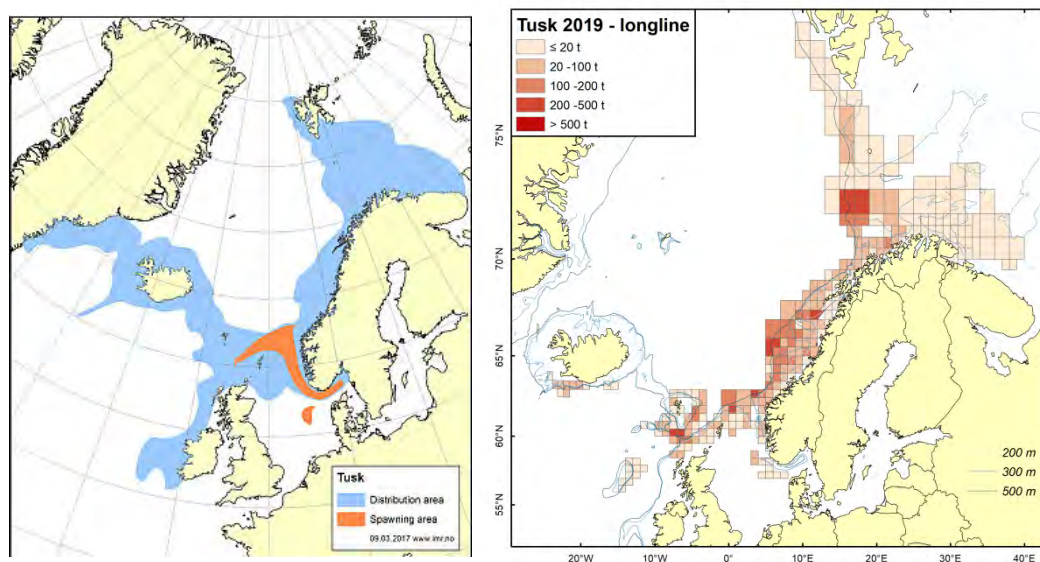 Tusk
Distribution area
Spawning area
09.03.2017 www.imr.no
Tusk 2019 - longline
≤ 20 t
20 -100 t
100 -200 t
200 -500 t
> 500 t
75°N
70°N
65°N
60°N
55°N
200 m
300 m
500 m
20°W
10°W
0°
10°E
20°E
30°E
40°E